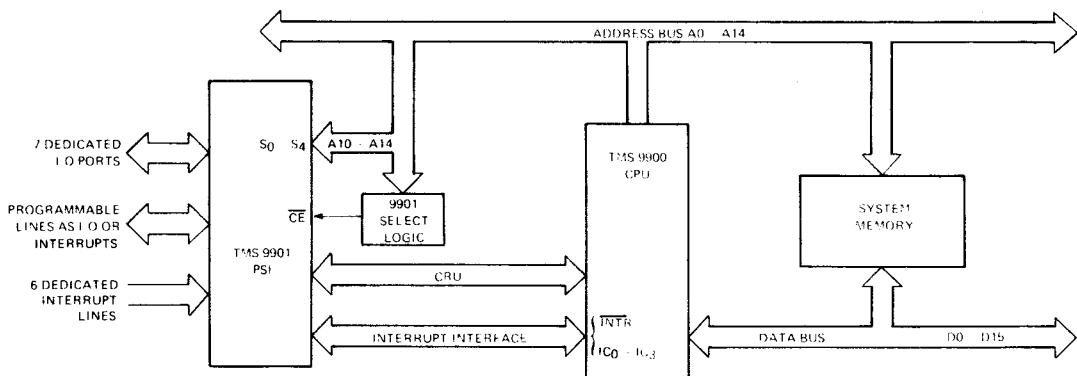 ADDRESS BUS A0 A14
7 DEDICATED
I O PORTS
PROGRAMMABLE
LINES AS I O OR
INTERRUPTS
6 DEDICATED
INTERRUPT
LINES
S0 S4
CE
TMS 9901
PSI
A10 - A14
9901
SELECT
LOGIC
CRU
INTERRUPT INTERFACE
TMS 9900
CPU
INTR
IC0 - IC3
SYSTEM
MEMORY
DATA BUS D0 D15